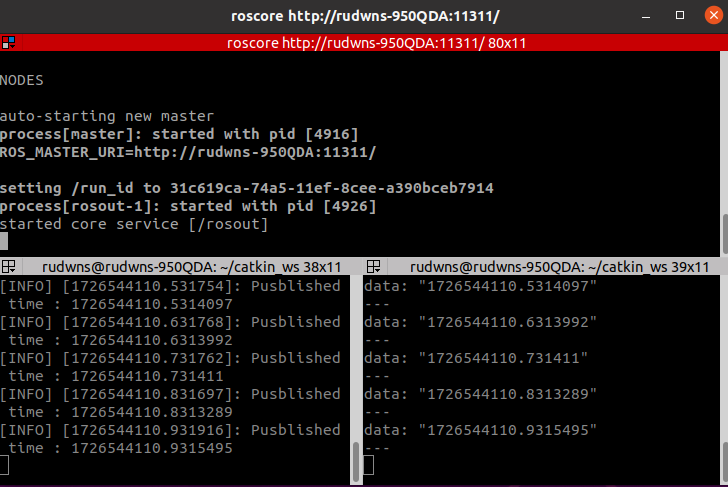 roscore http://rudwns-950QDA:11311/
roscore http://rudwns-950QDA:11311/ 80x11
NODES
auto-starting new master
process[master]: started with pid [4916]
ROS_MASTER_URI=http://rudwns-950QDA:11311/
setting /run_id to 31c619ca-74a5-11ef-8cee-a390bceb7914
process[rosout-1]: started with pid [4926]
started core service [/rosout]
rudwns@rudwns-950QDA: ~/catkin_ws 38x11
[INFO] [1726544110.531754]: Pusblished
time : 1726544110.5314097
[INFO] [1726544110.631768]: Pusblished
time : 1726544110.6313992
[INFO] [1726544110.731762]: Pusblished
time : 1726544110.731411
[INFO] [1726544110.831697]: Pusblished
time : 1726544110.8313289
[INFO] [1726544110.931916]: Pusblished
time : 1726544110.9315495
rudwns@rudwns-950QDA: ~/catkin_ws 39x11
data: "1726544110.5314097"
---
data: "1726544110.6313992"
---
data: "1726544110.731411"
---
data: "1726544110.8313289"
---
data: "1726544110.9315495"
---